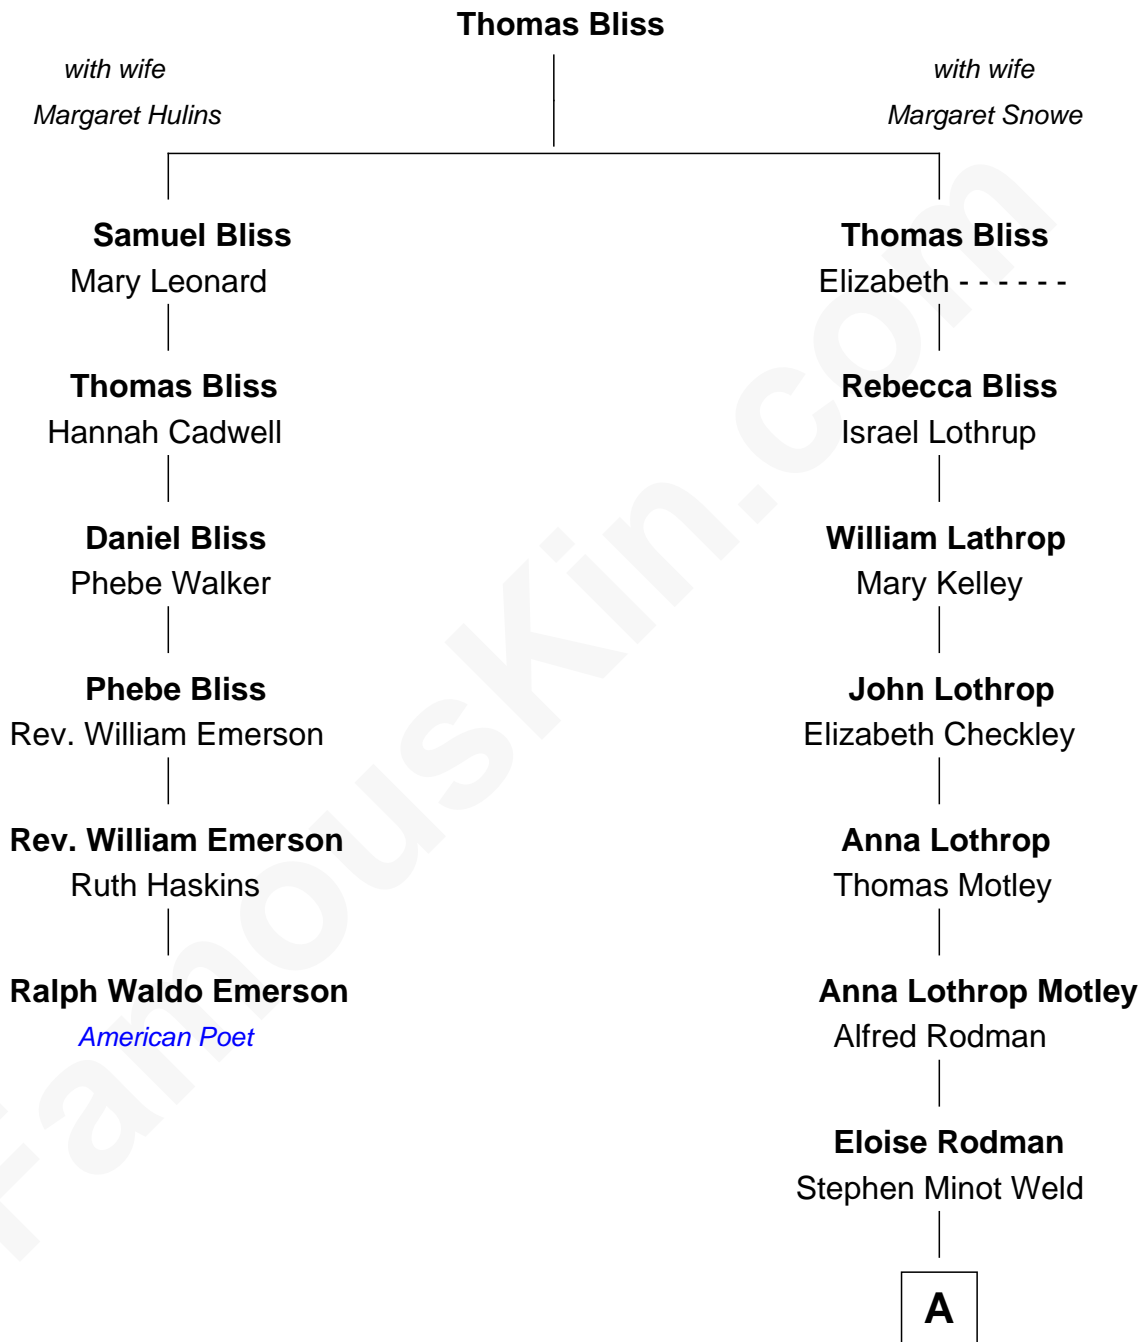 Thomas Bliss
with wife
Margaret Hulins
with wife
Margaret Snowe
Samuel Bliss
Mary Leonard
Thomas Bliss
Elizabeth - - - - - -
Thomas Bliss
Hannah Cadwell
Rebecca Bliss
Israel Lothrup
Daniel Bliss
Phebe Walker
William Lathrop
Mary Kelley
Phebe Bliss
Rev. William Emerson
John Lothrop
Elizabeth Checkley
Rev. William Emerson
Ruth Haskins
Anna Lothrop
Thomas Motley
Ralph Waldo Emerson
American Poet
Anna Lothrop Motley
Alfred Rodman
Eloise Rodman
Stephen Minot Weld
A
FamousKin.com